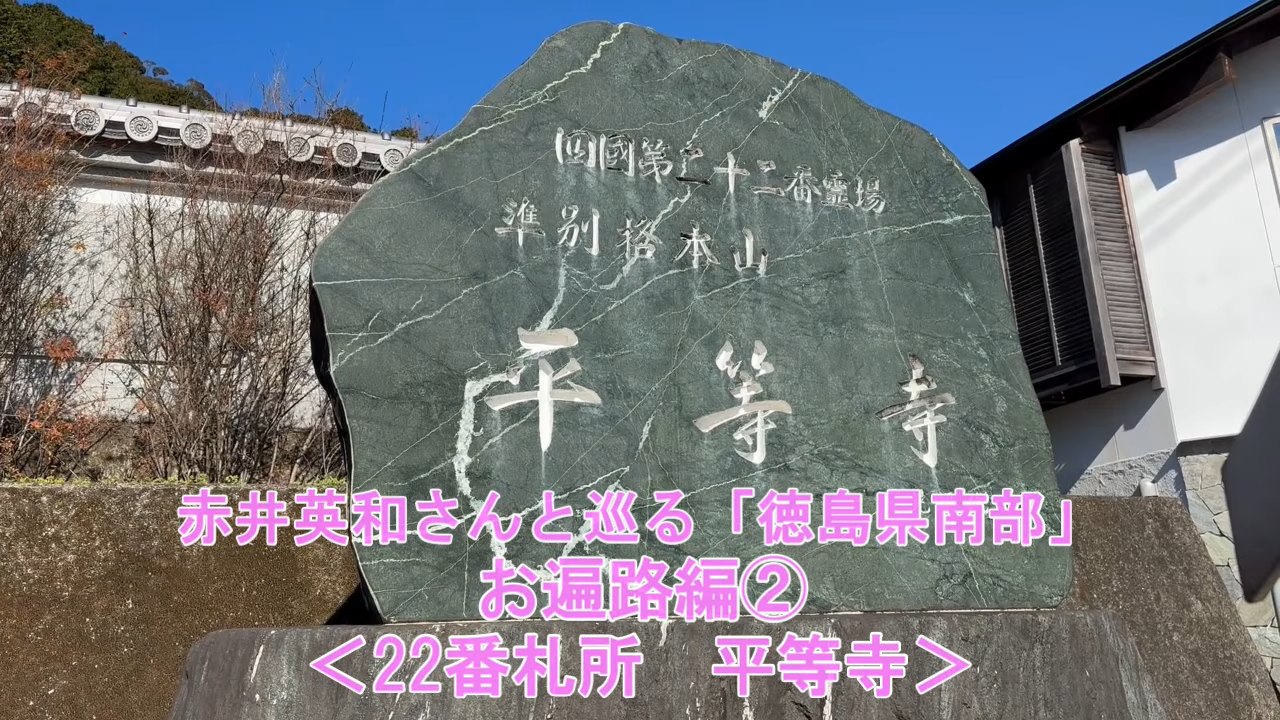 四國第二十二番霊場
準別格本山
平等寺
赤井英和さんと巡る「徳島県南部」
お遍路編②
＜22番札所　平等寺＞